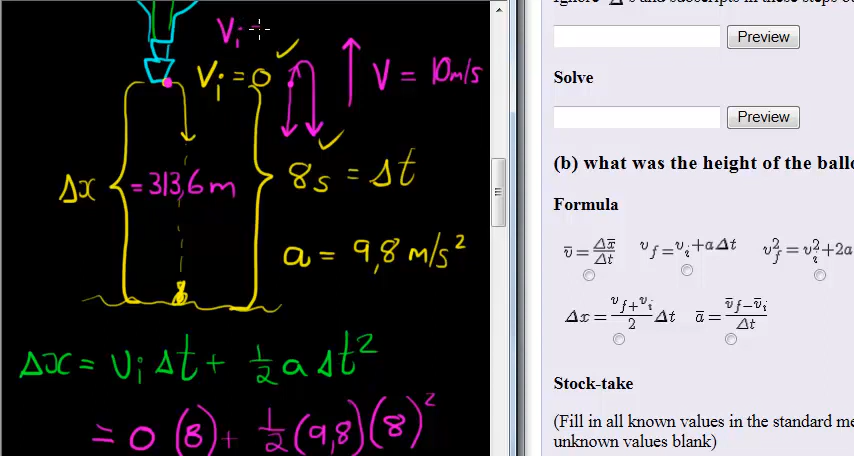 Vi =
Vi = 0
V = 10m/s
Δx
= 313,6m
8s = Δt
a = 9,8 m/s²
Δx = Vi Δt + 1/2 a Δt²
= 0 (8) + 1/2 (9,8)(8)²
Preview
Solve
Preview
(b) what was the height of the ballo
Formula
v̄ = Δx̄/Δt
vf = vi + aΔt
vf² = vi² + 2a
Δx = (vf + vi)/2 Δt
ā = (v̄f − v̄i)/Δt
Stock-take
(Fill in all known values in the standard me
unknown values blank)